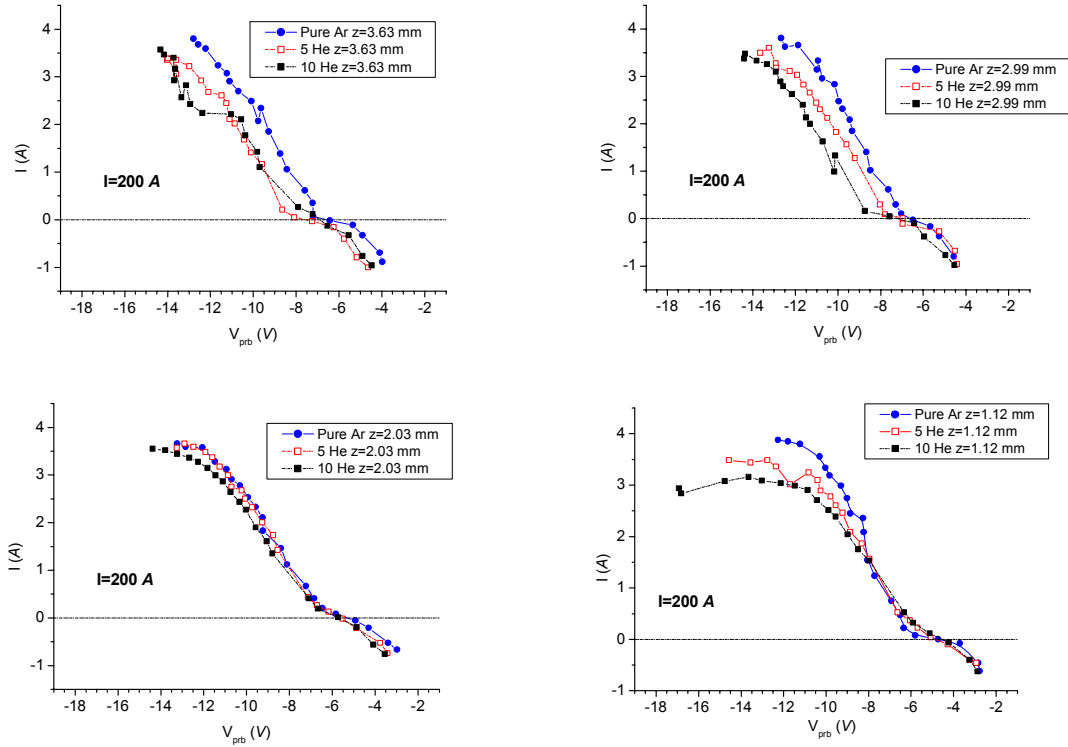 4
3
2
1
0
-1
I (A)
Pure Ar z=3.63 mm
5 He z=3.63 mm
10 He z=3.63 mm
I=200 A
-18 -16 -14 -12 -10 -8 -6 -4 -2
Vprb (V)
4
3
2
1
0
-1
I (A)
Pure Ar z=2.99 mm
5 He z=2.99 mm
10 He z=2.99 mm
I=200 A
-18 -16 -14 -12 -10 -8 -6 -4 -2
Vprb (V)
4
3
2
1
0
-1
I (A)
Pure Ar z=2.03 mm
5 He z=2.03 mm
10 He z=2.03 mm
I=200 A
-18 -16 -14 -12 -10 -8 -6 -4 -2
Vprb (V)
4
3
2
1
0
-1
I (A)
Pure Ar z=1.12 mm
5 He z=1.12 mm
10 He z=1.12 mm
I=200 A
-18 -16 -14 -12 -10 -8 -6 -4 -2
Vprb (V)